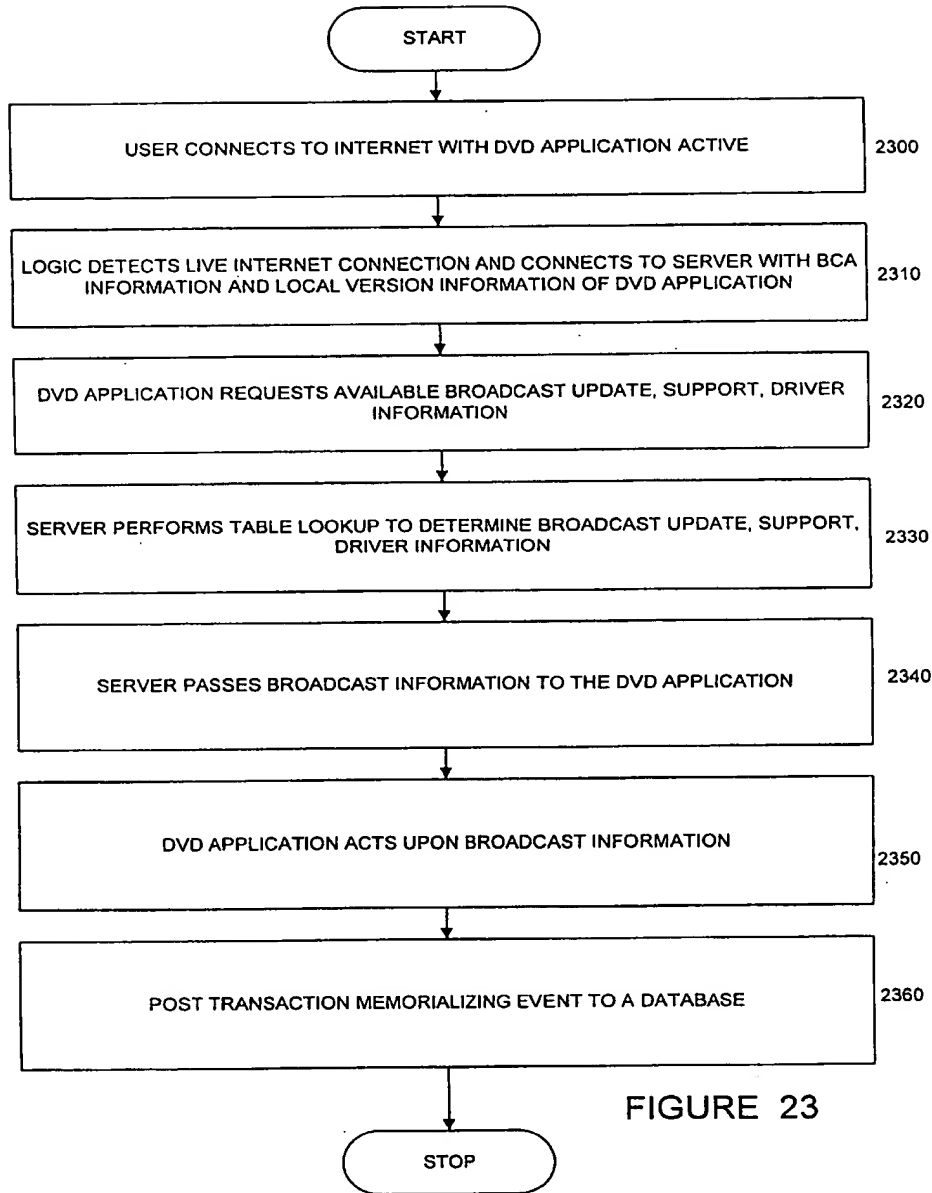 START
USER CONNECTS TO INTERNET WITH DVD APPLICATION ACTIVE
2300
LOGIC DETECTS LIVE INTERNET CONNECTION AND CONNECTS TO SERVER WITH BCA
INFORMATION AND LOCAL VERSION INFORMATION OF DVD APPLICATION
2310
DVD APPLICATION REQUESTS AVAILABLE BROADCAST UPDATE, SUPPORT, DRIVER
INFORMATION
2320
SERVER PERFORMS TABLE LOOKUP TO DETERMINE BROADCAST UPDATE, SUPPORT,
DRIVER INFORMATION
2330
SERVER PASSES BROADCAST INFORMATION TO THE DVD APPLICATION
2340
DVD APPLICATION ACTS UPON BROADCAST INFORMATION
2350
POST TRANSACTION MEMORIALIZING EVENT TO A DATABASE
2360
FIGURE 23
STOP